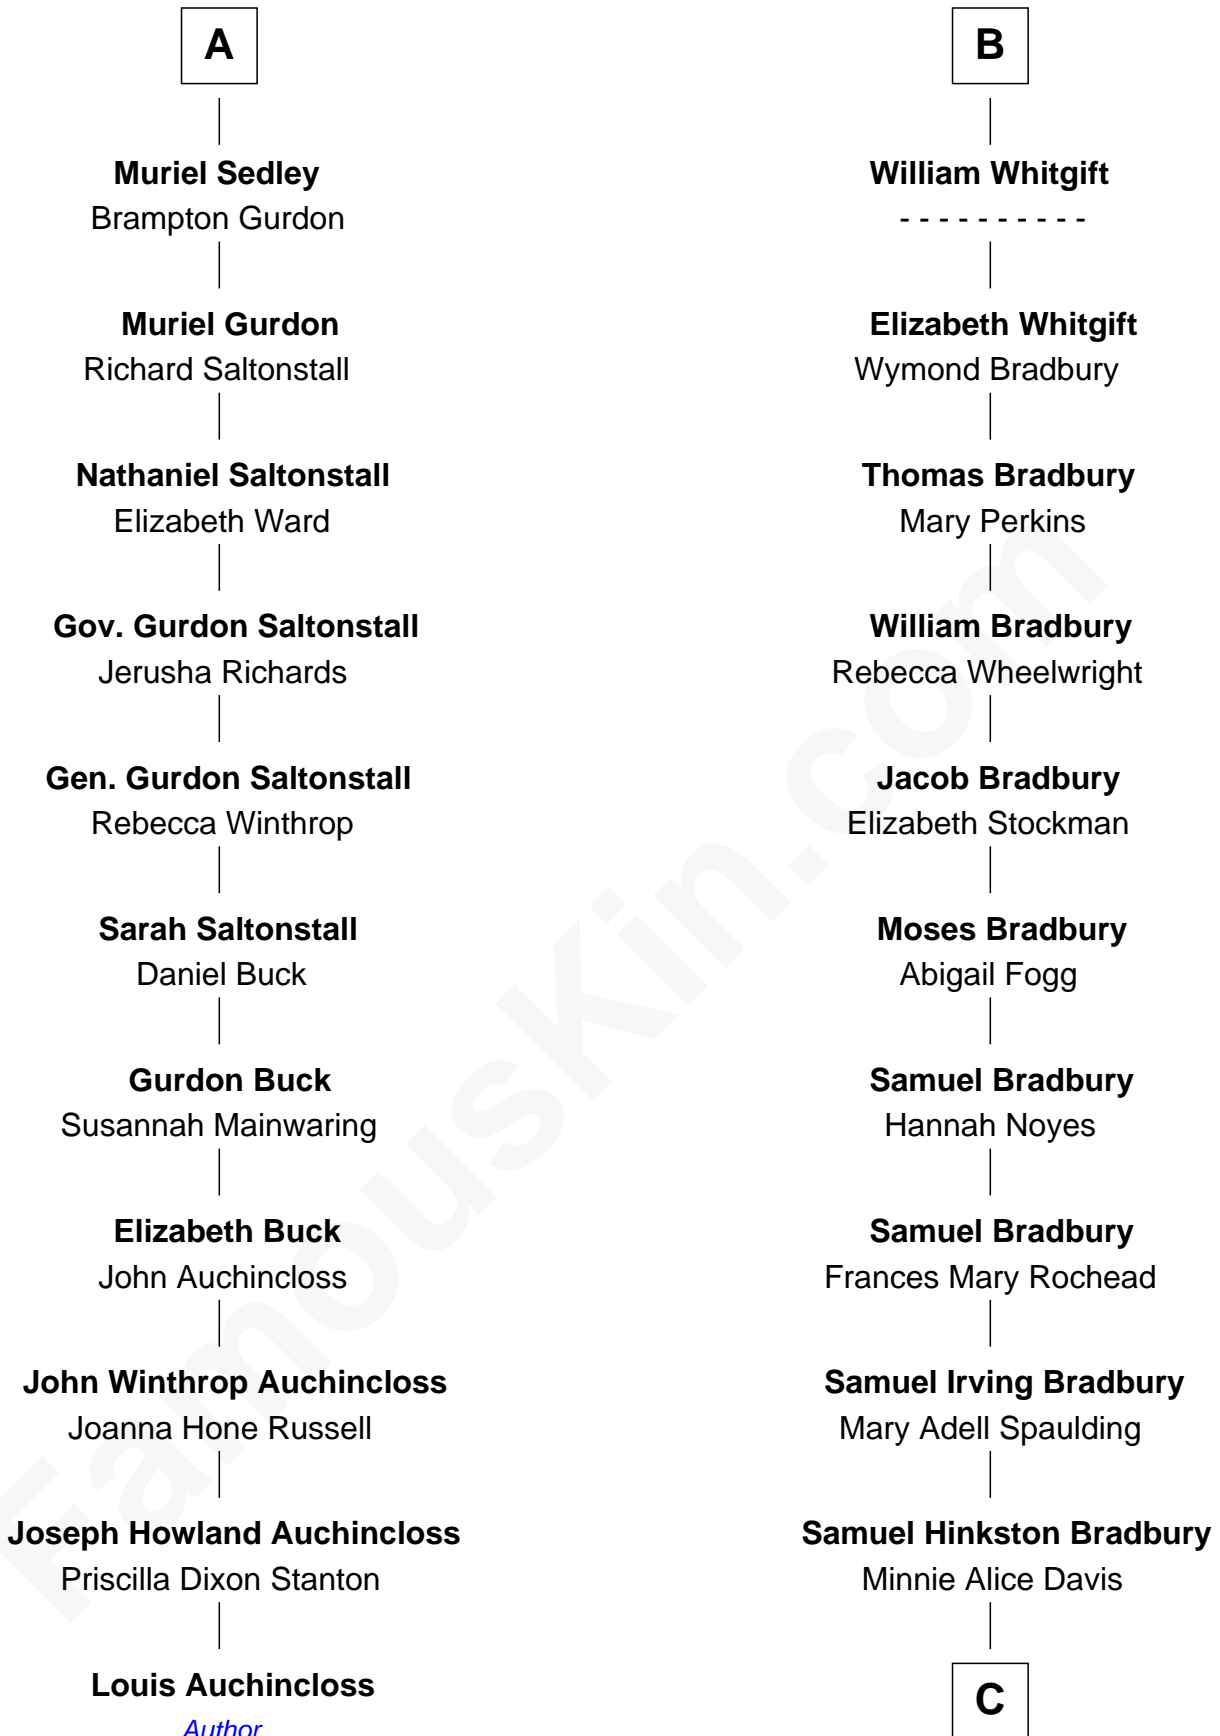 A
Muriel Sedley
Brampton Gurdon
Muriel Gurdon
Richard Saltonstall
Nathaniel Saltonstall
Elizabeth Ward
Gov. Gurdon Saltonstall
Jerusha Richards
Gen. Gurdon Saltonstall
Rebecca Winthrop
Sarah Saltonstall
Daniel Buck
Gurdon Buck
Susannah Mainwaring
Elizabeth Buck
John Auchincloss
John Winthrop Auchincloss
Joanna Hone Russell
Joseph Howland Auchincloss
Priscilla Dixon Stanton
Louis Auchincloss
Author
B
William Whitgift
- - - - - - - - - -
Elizabeth Whitgift
Wymond Bradbury
Thomas Bradbury
Mary Perkins
William Bradbury
Rebecca Wheelwright
Jacob Bradbury
Elizabeth Stockman
Moses Bradbury
Abigail Fogg
Samuel Bradbury
Hannah Noyes
Samuel Bradbury
Frances Mary Rochead
Samuel Irving Bradbury
Mary Adell Spaulding
Samuel Hinkston Bradbury
Minnie Alice Davis
C
FamousKin.com